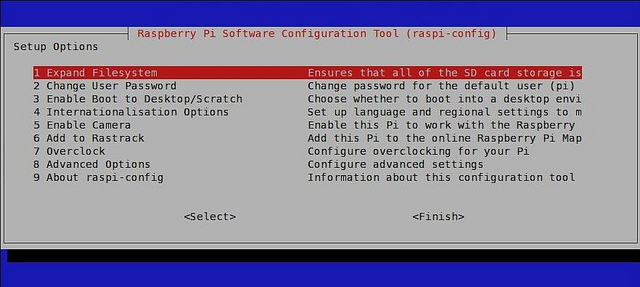 Raspberry Pi Software Configuration Tool (raspi-config)
Setup Options
1 Expand Filesystem Ensures that all of the SD card storage is
2 Change User Password Change password for the default user (pi)
3 Enable Boot to Desktop/Scratch Choose whether to boot into a desktop envi
4 Internationalisation Options Set up language and regional settings to m
5 Enable Camera Enable this Pi to work with the Raspberry
6 Add to Rastrack Add this Pi to the online Raspberry Pi Map
7 Overclock Configure overclocking for your Pi
8 Advanced Options Configure advanced settings
9 About raspi-config Information about this configuration tool
<Select> <Finish>